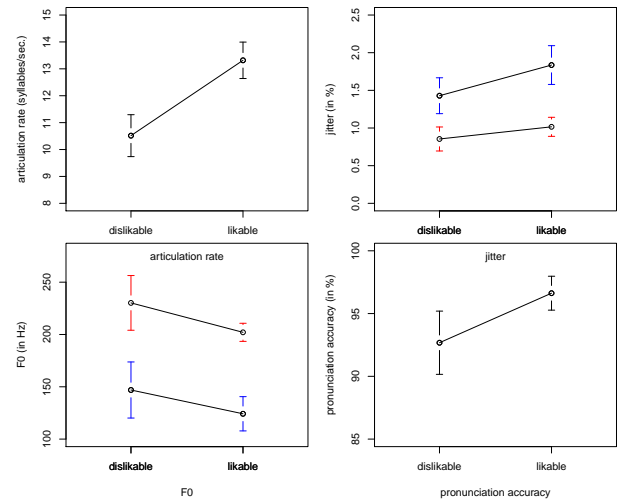 articulation rate (syllables/sec.)
15
14
13
12
11
10
9
8
dislikable likable
articulation rate
jitter (in %)
2.5
2.0
1.5
1.0
0.5
0.0
dislikable likable
jitter
F0 (in Hz)
250
200
150
100
dislikable likable
F0
pronunciation accuracy (in %)
100
95
90
85
dislikable likable
pronunciation accuracy